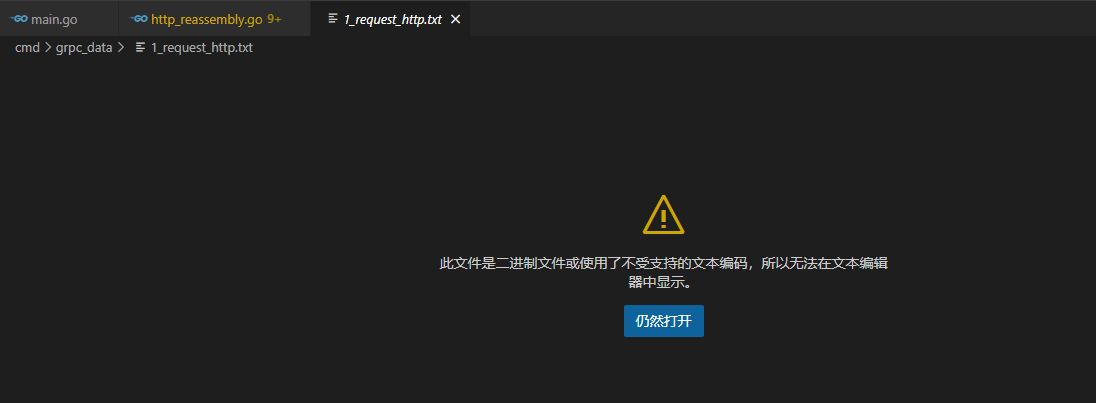 GO main.go
GO http_reassembly.go 9+
1_request_http.txt
cmd > grpc_data > 1_request_http.txt
此文件是二进制文件或使用了不受支持的文本编码，所以无法在文本编辑
器中显示。
仍然打开